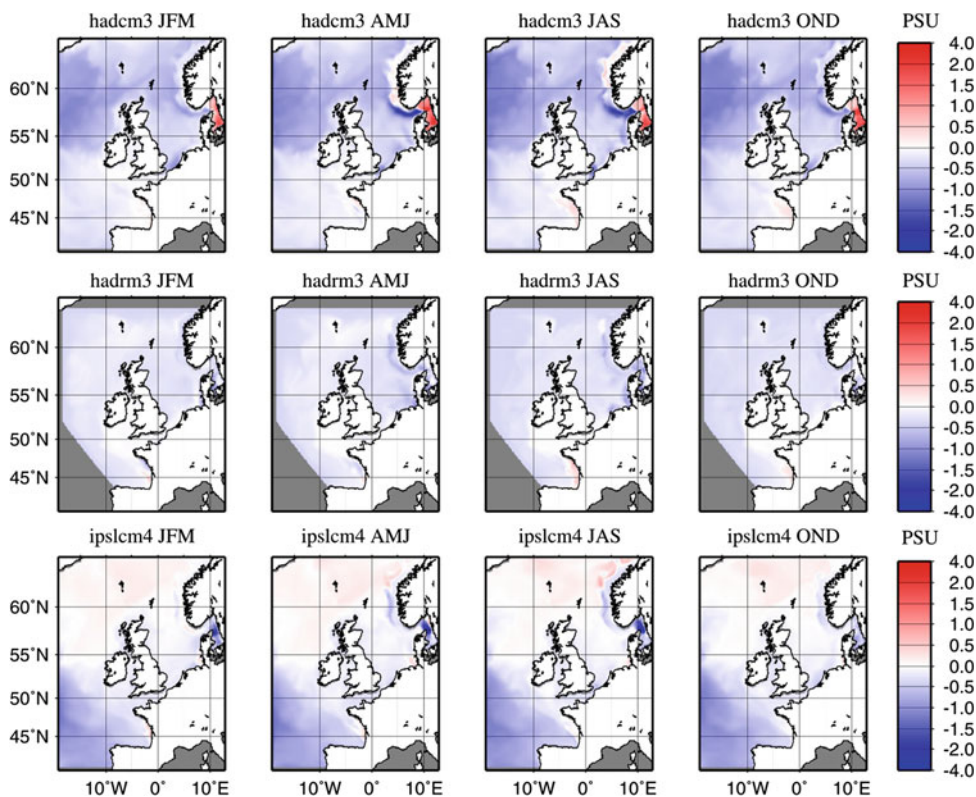 hadcm3 JFM hadcm3 AMJ hadcm3 JAS hadcm3 OND PSU
60°N
55°N
50°N
45°N
4.0
2.0
1.5
1.0
0.5
0.0
-0.5
-1.0
-1.5
-2.0
-4.0
hadrm3 JFM hadrm3 AMJ hadrm3 JAS hadrm3 OND PSU
60°N
55°N
50°N
45°N
4.0
2.0
1.5
1.0
0.5
0.0
-0.5
-1.0
-1.5
-2.0
-4.0
ipslcm4 JFM ipslcm4 AMJ ipslcm4 JAS ipslcm4 OND PSU
60°N
55°N
50°N
45°N
4.0
2.0
1.5
1.0
0.5
0.0
-0.5
-1.0
-1.5
-2.0
-4.0
10°W 0° 10°E 10°W 0° 10°E 10°W 0° 10°E 10°W 0° 10°E